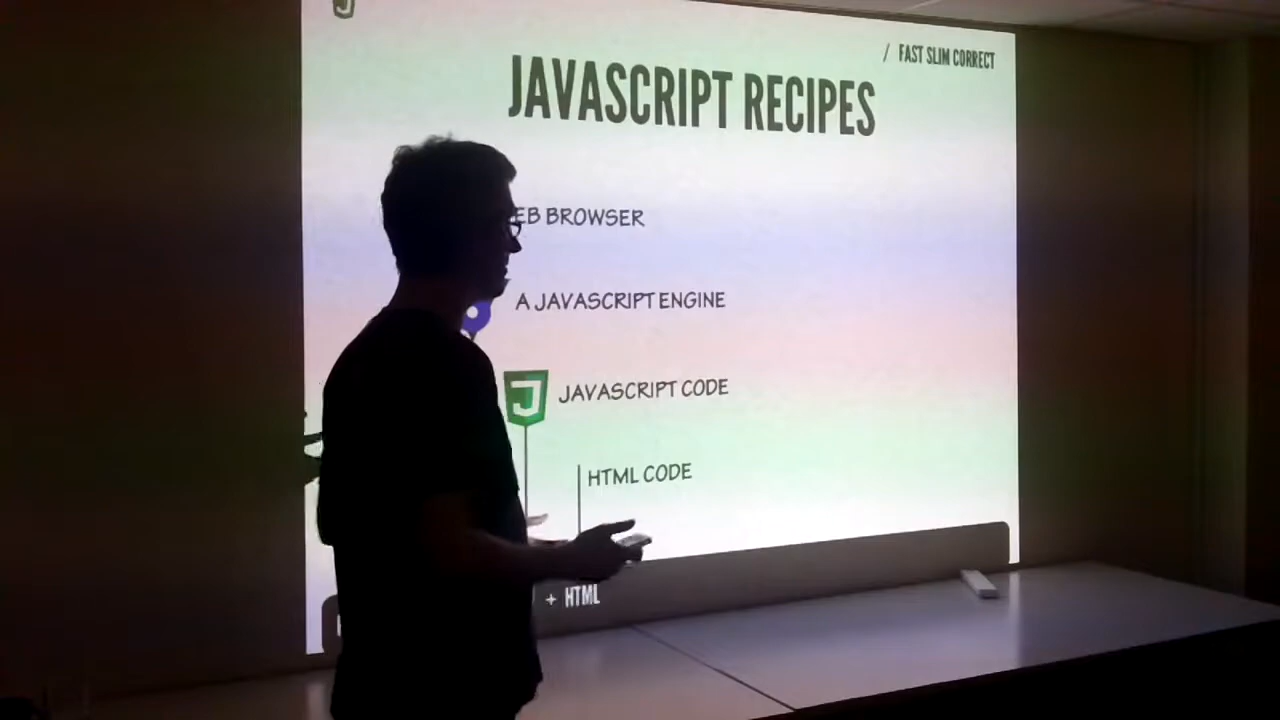 J
/ FAST SLIM CORRECT
JAVASCRIPT RECIPES
EB BROWSER
A JAVASCRIPT ENGINE
J
JAVASCRIPT CODE
HTML CODE
+ HTML